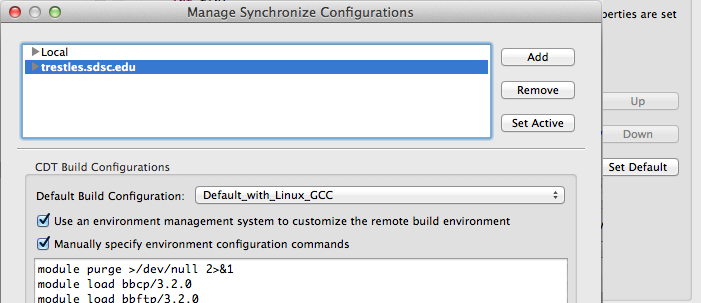 Manage Synchronize Configurations
perties are set
Local
trestles.sdsc.edu
Add
Remove
Set Active
Up
Down
Set Default
CDT Build Configurations
Default Build Configuration: Default_with_Linux_GCC
Use an environment management system to customize the remote build environment
Manually specify environment configuration commands
module purge >/dev/null 2>&1
module load bbcp/3.2.0
module load bbftp/3.2.0